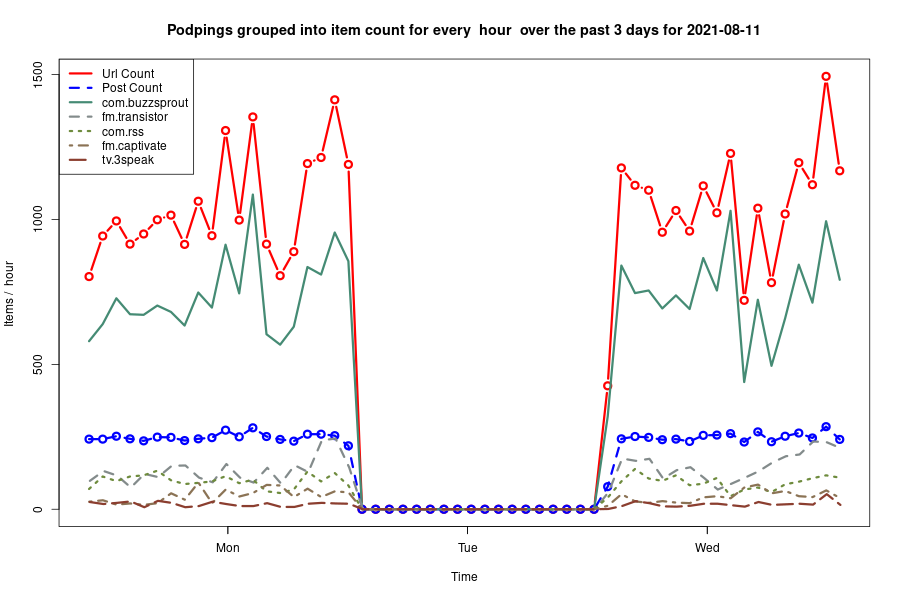 Podpings grouped into item count for every  hour  over the past 3 days for 2021-08-11
Url Count
Post Count
com.buzzsprout
fm.transistor
com.rss
fm.captivate
tv.3speak
1500
1000
500
0
Items /  hour
Mon
Tue
Wed
Time